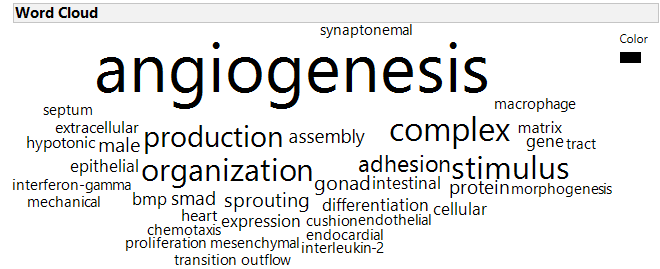 Word Cloud
synaptonemal
Color
angiogenesis
macrophage
septum
extracellular
hypotonic male production assembly complex matrix
gene tract
epithelial organization adhesion stimulus
interferon-gamma gonad intestinal protein morphogenesis
mechanical bmp smad sprouting differentiation cellular
heart expression cushion endothelial
chemotaxis endocardial
proliferation mesenchymal interleukin-2
transition outflow